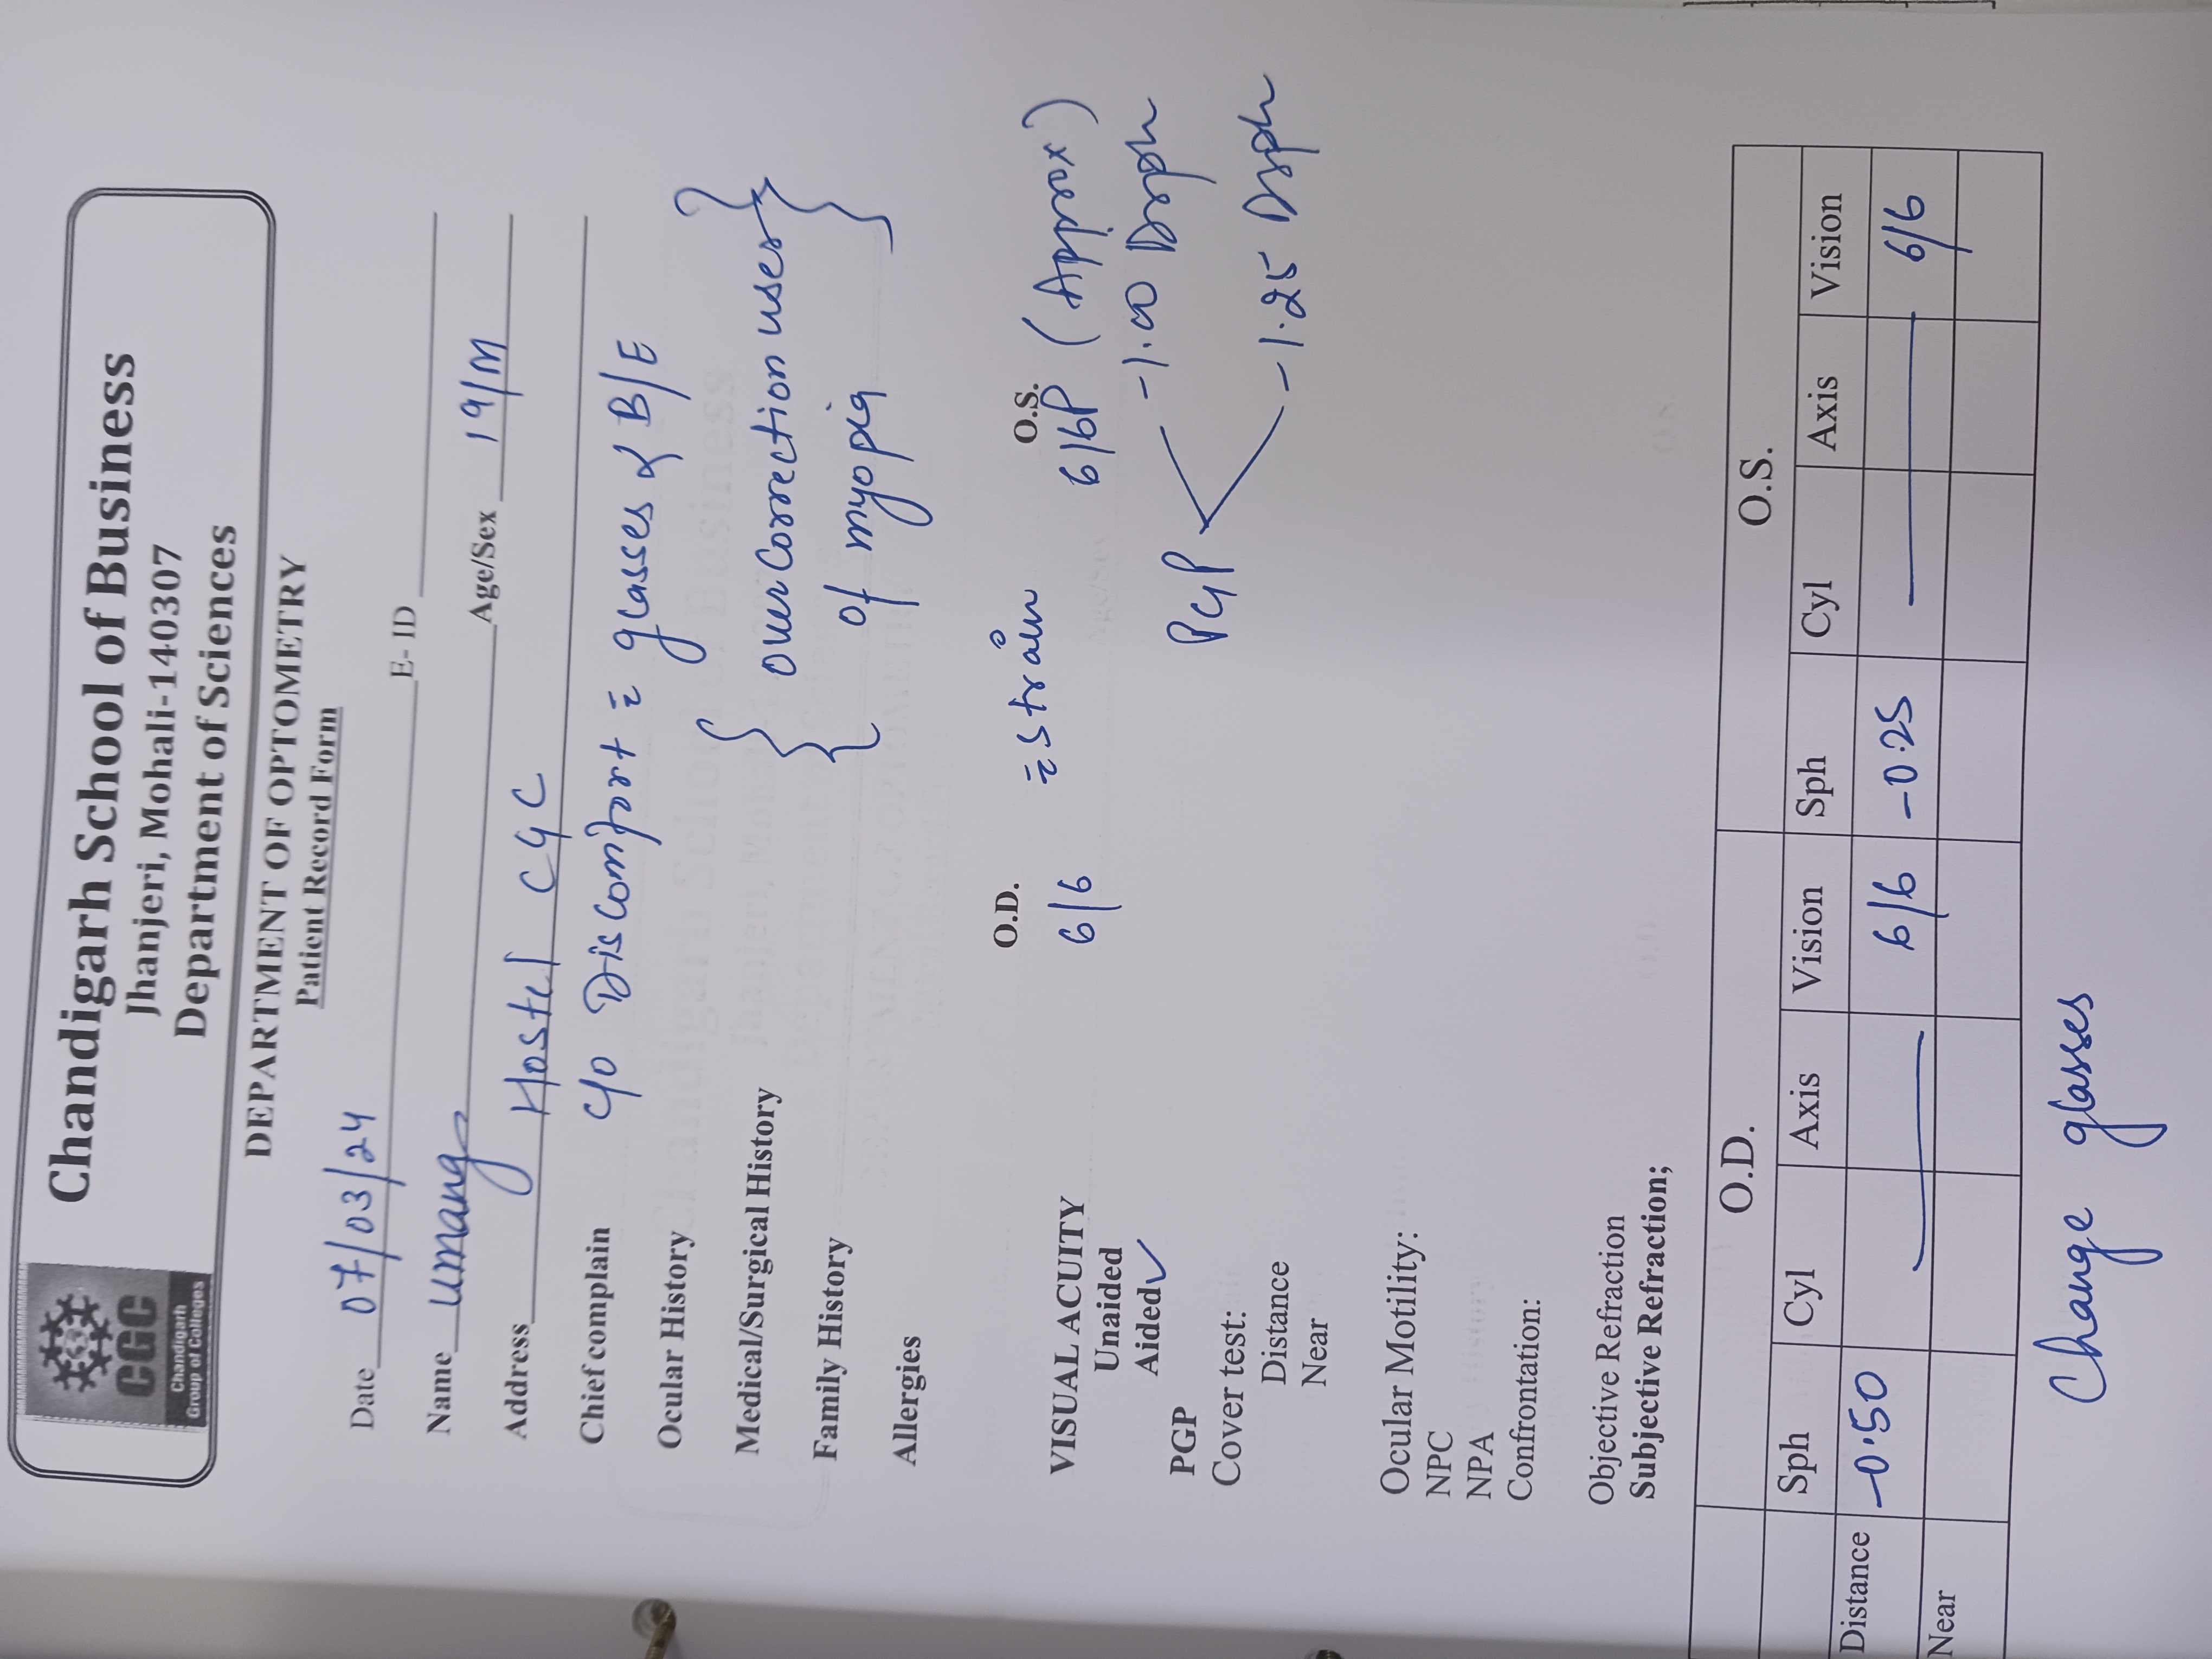 CGC
Chandigarh
Group of Colleges
Chandigarh School of Business
Jhanjeri, Mohali-140307
Department of Sciences
DEPARTMENT OF OPTOMETRY
Patient Record Form
Date 07/03/24
E- ID
Name Umang
Age/Sex 19/M
Address Hostel CGC
Chief complain c/o Discomfort c̄ glasses B/E
Ocular History
Medical/Surgical History
Family History
Allergies
{ over correction uses
of myopia }
O.D. c̄ strain O.S.
VISUAL ACUITY 6/6 6/6P (Approx)
Unaided
Aided ✓
PGP
PGP < -1.00 Dsph
-1.25 Dsph
Cover test:
Distance
Near
Ocular Motility:
NPC
NPA
Confrontation:
Objective Refraction
Subjective Refraction;
O.D. O.S.
Sph Cyl Axis Vision Sph Cyl Axis Vision
Distance -0.50 — 6/6 -0.25 — 6/6
Near
Change glasses